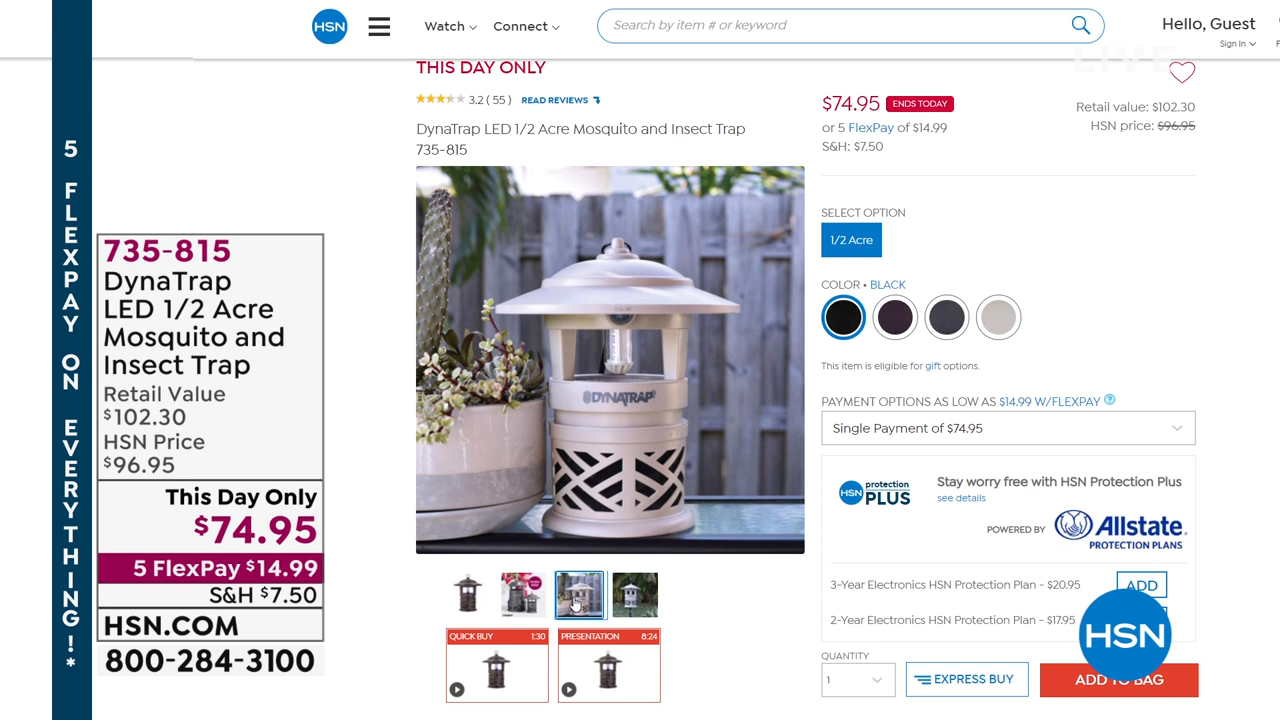 HSN
Watch
Connect
Search by item # or keyword
Hello, Guest
Sign In
LIVE
THIS DAY ONLY
3.2 ( 55 )
READ REVIEWS
DynaTrap LED 1/2 Acre Mosquito and Insect Trap
735-815
$74.95
ENDS TODAY
or 5 FlexPay of $14.99
S&H: $7.50
Retail value: $102.30
HSN price: $96.95
SELECT OPTION
1/2 Acre
COLOR • BLACK
This item is eligible for gift options.
PAYMENT OPTIONS AS LOW AS $14.99 W/FLEXPAY ?
Single Payment of $74.95
HSN protection PLUS
Stay worry free with HSN Protection Plus
see details
POWERED BY
Allstate
PROTECTION PLANS
3-Year Electronics HSN Protection Plan - $20.95
ADD
2-Year Electronics HSN Protection Plan - $17.95
QUANTITY
1
EXPRESS BUY
ADD TO BAG
HSN
DYNATRAP
QUICK BUY 1:30
PRESENTATION 8:24
5 FLEXPAY ON EVERYTHING!*
735-815
DynaTrap
LED 1/2 Acre
Mosquito and
Insect Trap
Retail Value
$102.30
HSN Price
$96.95
This Day Only
$74.95
5 FlexPay $14.99
S&H $7.50
HSN.COM
800-284-3100